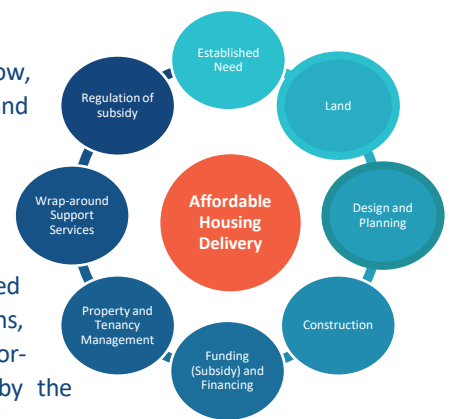 ow,
nd
ed
ns,
or-
by the
Established
Need
Land
Design and
Planning
Construction
Funding
(Subsidy) and
Financing
Property and
Tenancy
Management
Wrap-around
Support
Services
Regulation of
subsidy
Affordable
Housing
Delivery